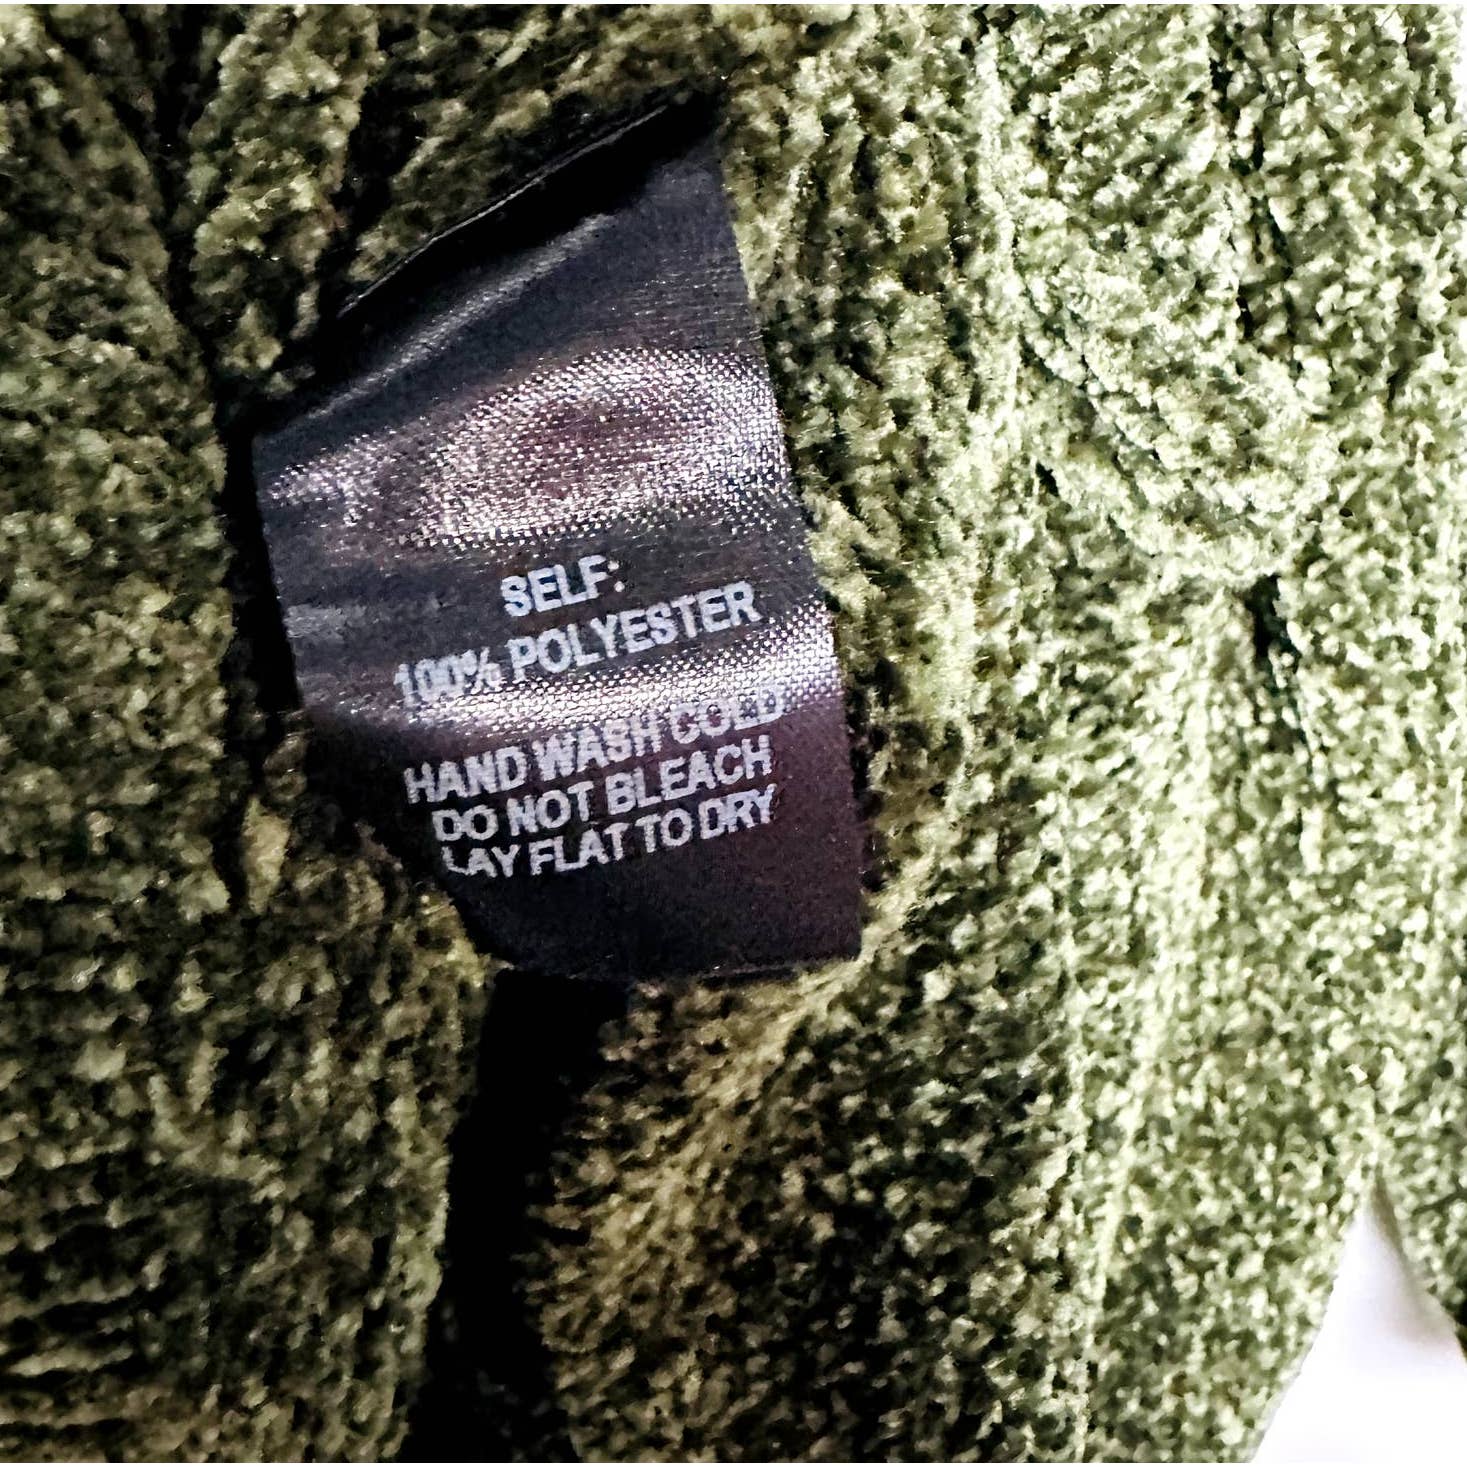 SELF:
100% POLYESTER
HAND WASH COLD
DO NOT BLEACH
LAY FLAT TO DRY